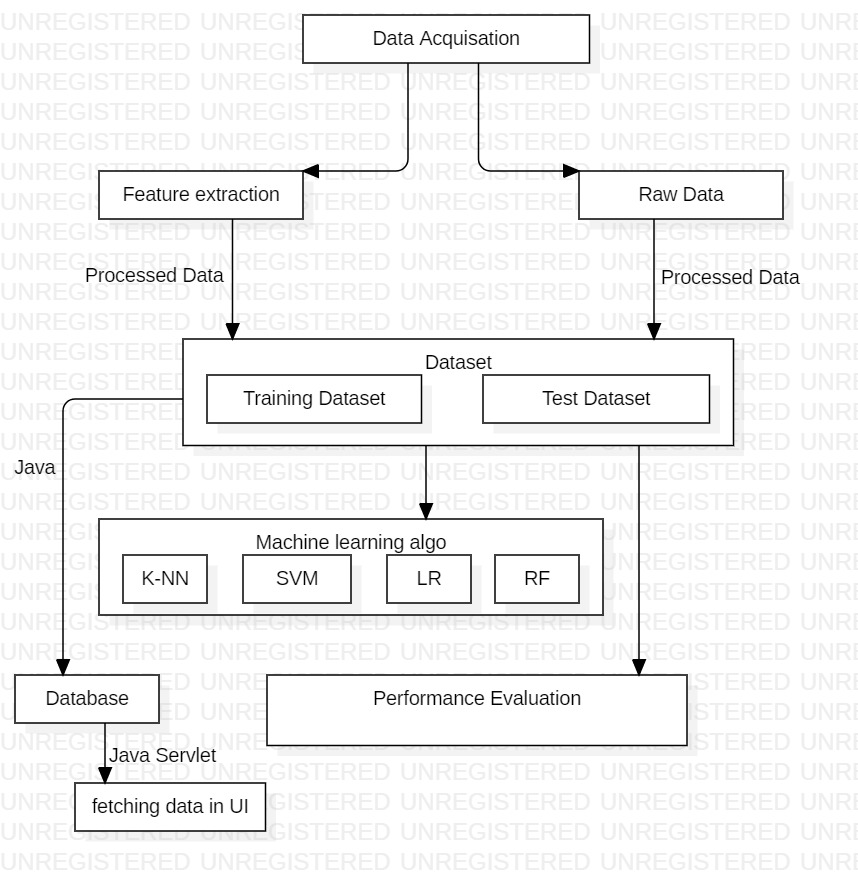 Data Acquisation
Feature extraction
Raw Data
Processed Data
Processed Data
Dataset
Training Dataset
Test Dataset
Java
Machine learning algo
K-NN
SVM
LR
RF
Database
Performance Evaluation
Java Servlet
fetching data in UI
UNREGISTERED